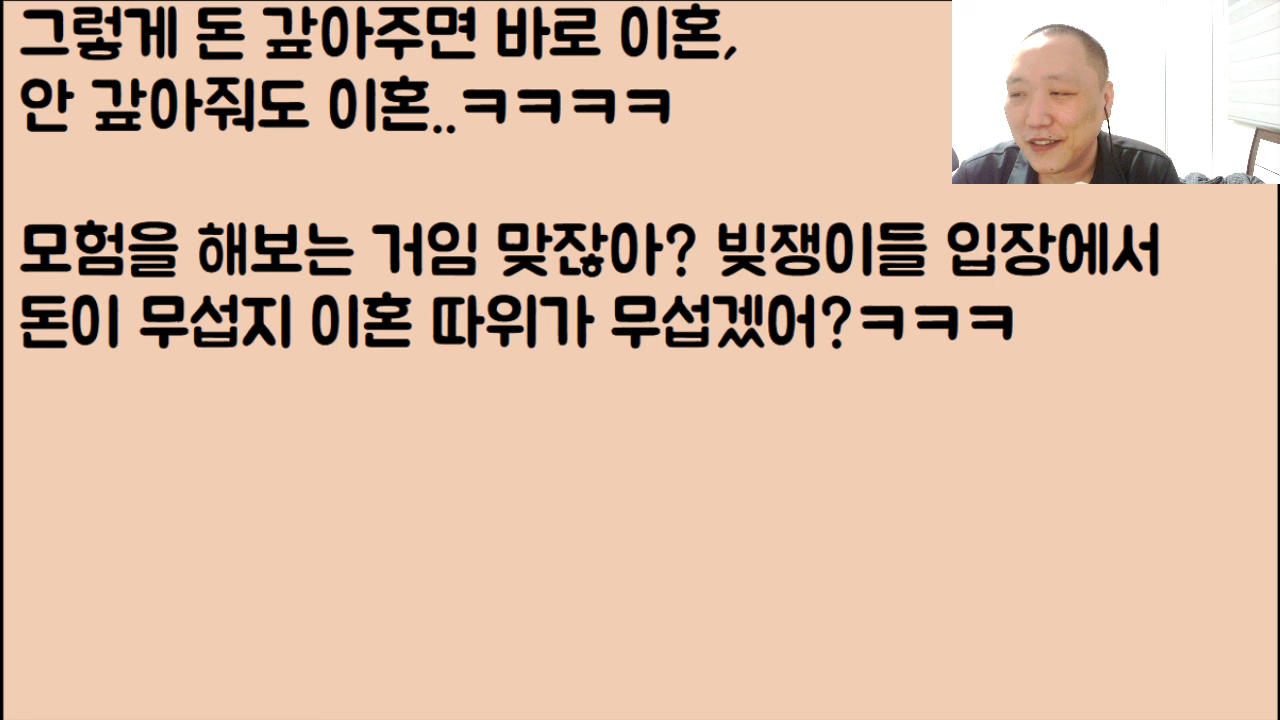 그렇게 돈 갚아주면 바로 이혼,
안 갚아줘도 이혼..ㅋㅋㅋㅋ
모험을 해보는 거임 맞잖아? 빚쟁이들 입장에서
돈이 무섭지 이혼 따위가 무섭겠어?ㅋㅋㅋ